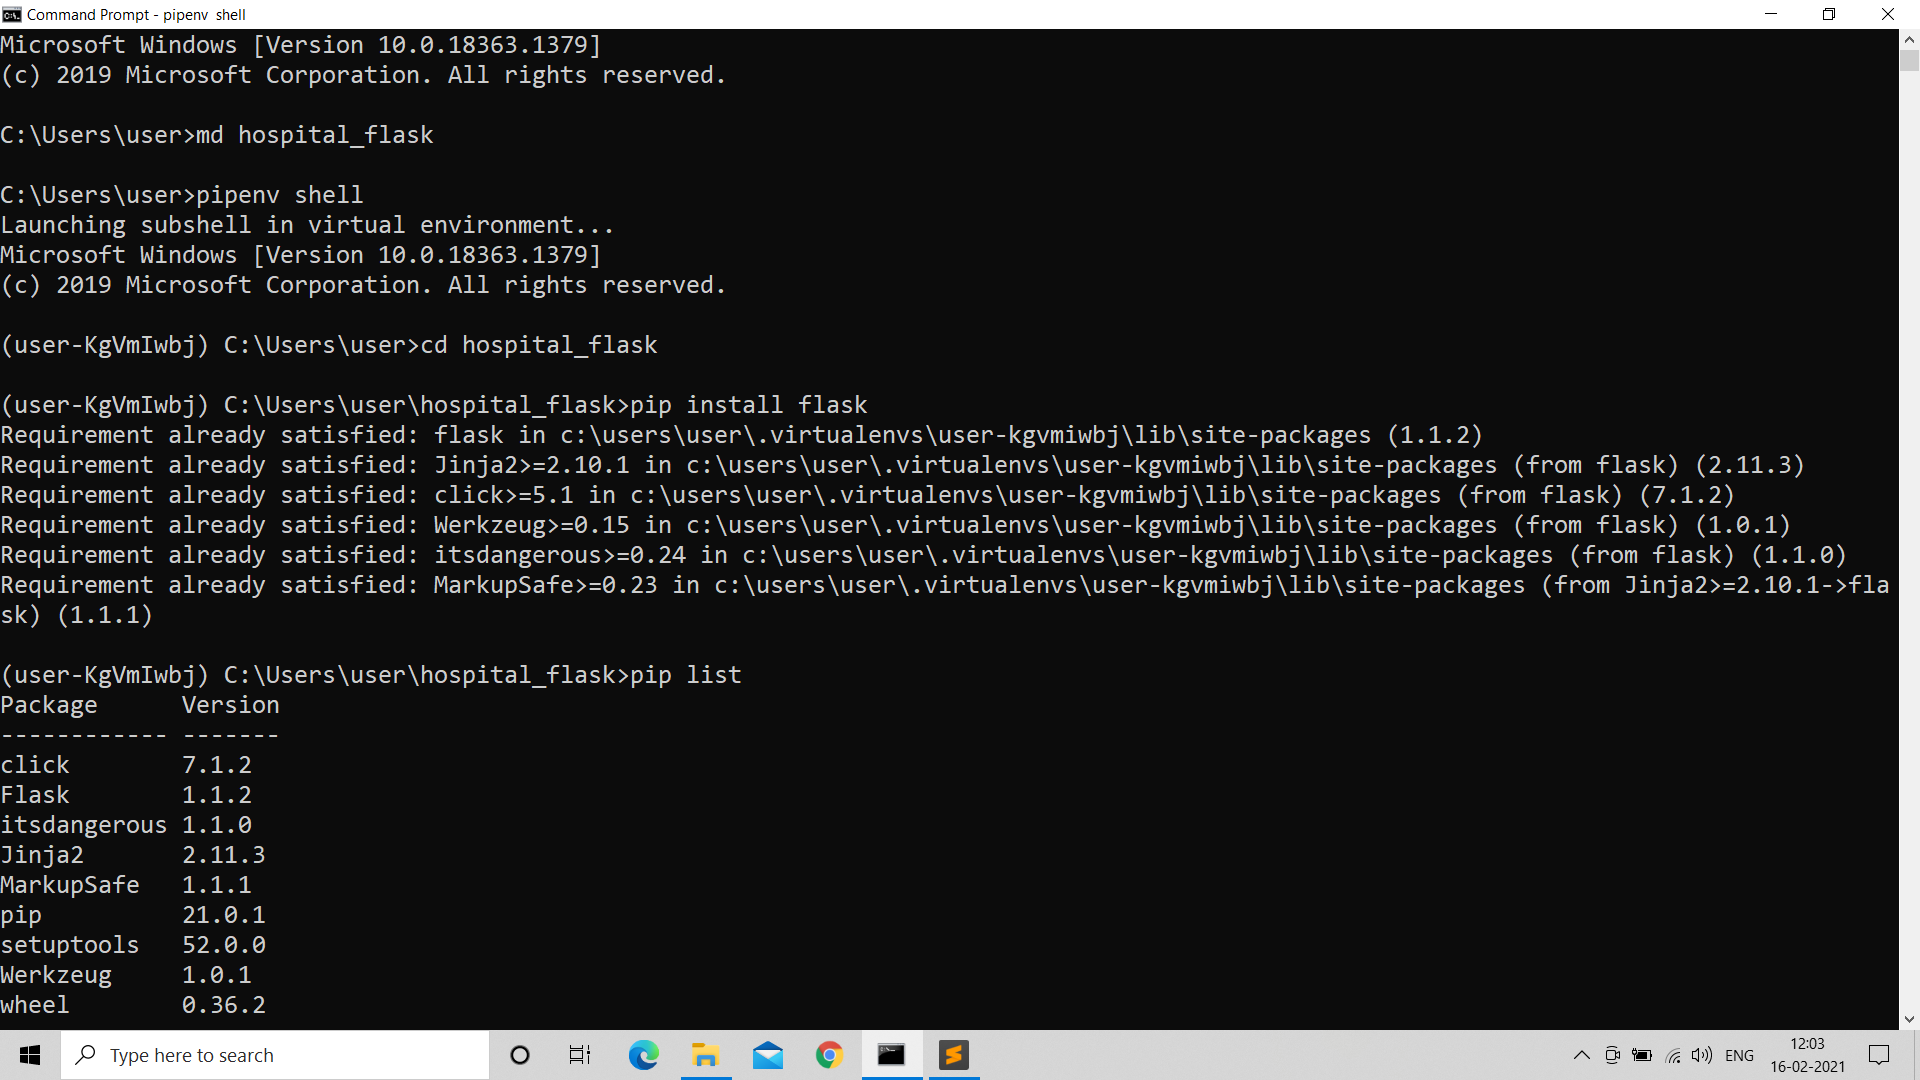 Command Prompt - pipenv  shell
Microsoft Windows [Version 10.0.18363.1379]
(c) 2019 Microsoft Corporation. All rights reserved.
C:\Users\user>md hospital_flask
C:\Users\user>pipenv shell
Launching subshell in virtual environment...
Microsoft Windows [Version 10.0.18363.1379]
(c) 2019 Microsoft Corporation. All rights reserved.
(user-KgVmIwbj) C:\Users\user>cd hospital_flask
(user-KgVmIwbj) C:\Users\user\hospital_flask>pip install flask
Requirement already satisfied: flask in c:\users\user\.virtualenvs\user-kgvmiwbj\lib\site-packages (1.1.2)
Requirement already satisfied: Jinja2>=2.10.1 in c:\users\user\.virtualenvs\user-kgvmiwbj\lib\site-packages (from flask) (2.11.3)
Requirement already satisfied: click>=5.1 in c:\users\user\.virtualenvs\user-kgvmiwbj\lib\site-packages (from flask) (7.1.2)
Requirement already satisfied: Werkzeug>=0.15 in c:\users\user\.virtualenvs\user-kgvmiwbj\lib\site-packages (from flask) (1.0.1)
Requirement already satisfied: itsdangerous>=0.24 in c:\users\user\.virtualenvs\user-kgvmiwbj\lib\site-packages (from flask) (1.1.0)
Requirement already satisfied: MarkupSafe>=0.23 in c:\users\user\.virtualenvs\user-kgvmiwbj\lib\site-packages (from Jinja2>=2.10.1->fla
sk) (1.1.1)
(user-KgVmIwbj) C:\Users\user\hospital_flask>pip list
Package      Version
------------ -------
click        7.1.2
Flask        1.1.2
itsdangerous 1.1.0
Jinja2       2.11.3
MarkupSafe   1.1.1
pip          21.0.1
setuptools   52.0.0
Werkzeug     1.0.1
wheel        0.36.2
Type here to search
ENG
12:03
16-02-2021